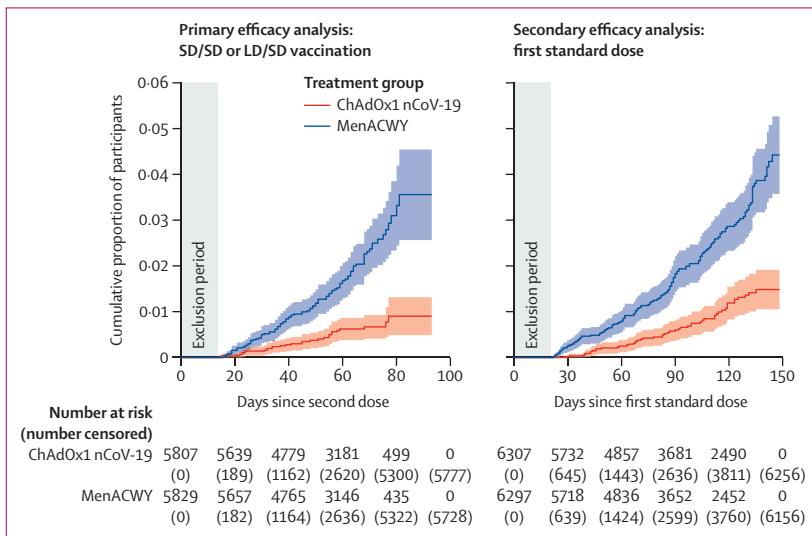 Primary efficacy analysis:
SD/SD or LD/SD vaccination
Secondary efficacy analysis:
first standard dose
Treatment group
ChAdOx1 nCoV-19
MenACWY
Cumulative proportion of participants
0·06
0·05
0·04
0·03
0·02
0·01
0
Exclusion period
Exclusion period
0 20 40 60 80 100
0 30 60 90 120 150
Days since second dose
Days since first standard dose
Number at risk
(number censored)
ChAdOx1 nCoV-19 5807 5639 4779 3181 499 0 6307 5732 4857 3681 2490 0
(0) (189) (1162) (2620) (5300) (5777) (0) (645) (1443) (2636) (3811) (6256)
MenACWY 5829 5657 4765 3146 435 0 6297 5718 4836 3652 2452 0
(0) (182) (1164) (2636) (5322) (5728) (0) (639) (1424) (2599) (3760) (6156)